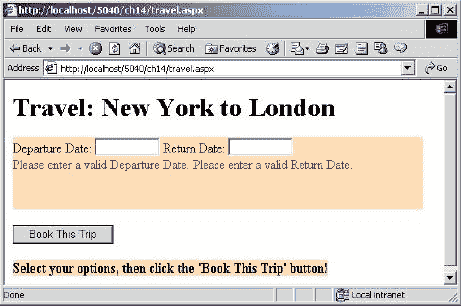 http://localhost/5040/ch14/travel.aspx
File Edit View Favorites Tools Help
Back Search Favorites
Address http://localhost/5040/ch14/travel.aspx Go
Travel: New York to London
Departure Date: Return Date:
Please enter a valid Departure Date. Please enter a valid Return Date.
Book This Trip
Select your options, then click the 'Book This Trip' button!
Done Local intranet